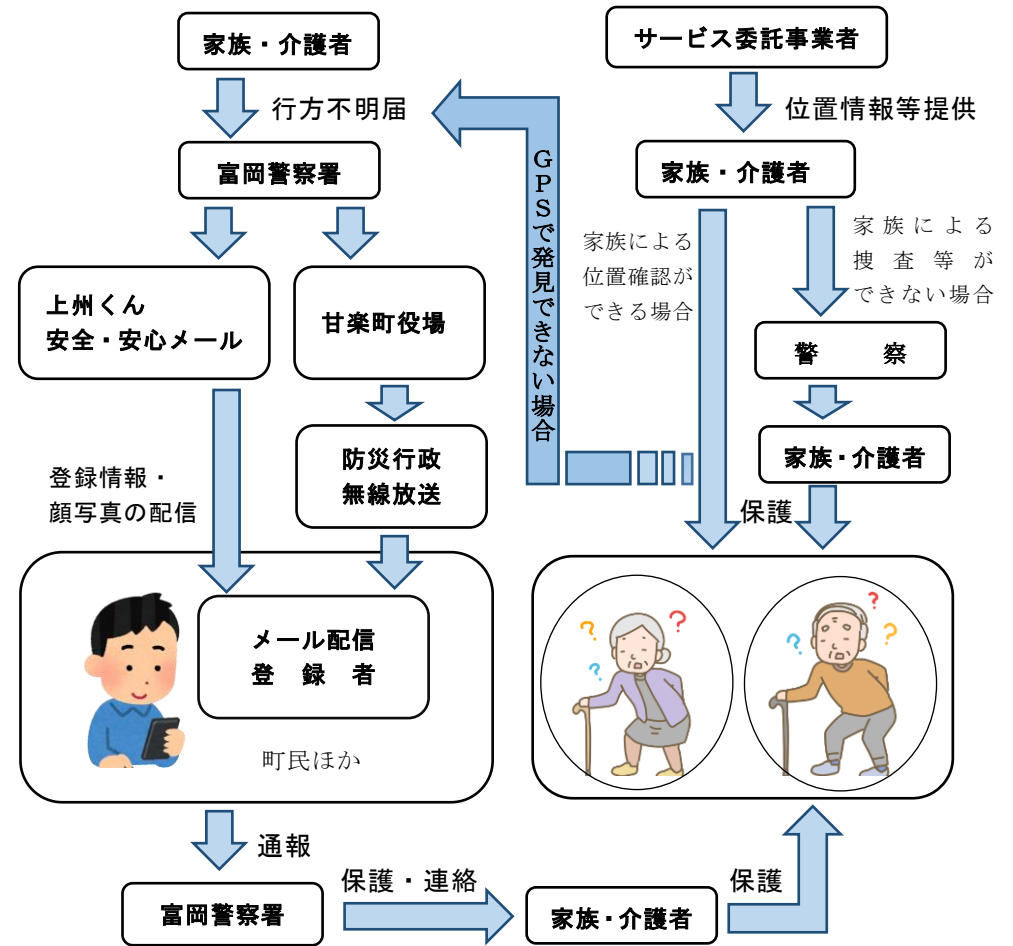 家族・介護者
行方不明届
富岡警察署
上州くん
安全・安心メール
甘楽町役場
登録情報・
顔写真の配信
防災行政
無線放送
メール配信
登 録 者
町民ほか
通報
富岡警察署
保護・連絡
家族・介護者
保護
GPSで発見できない場合
サービス委託事業者
位置情報等提供
家族・介護者
家族による
位置確認が
できる場合
家族による
捜査等が
できない場合
警 察
家族・介護者
保護
?
?
?
?
?
?